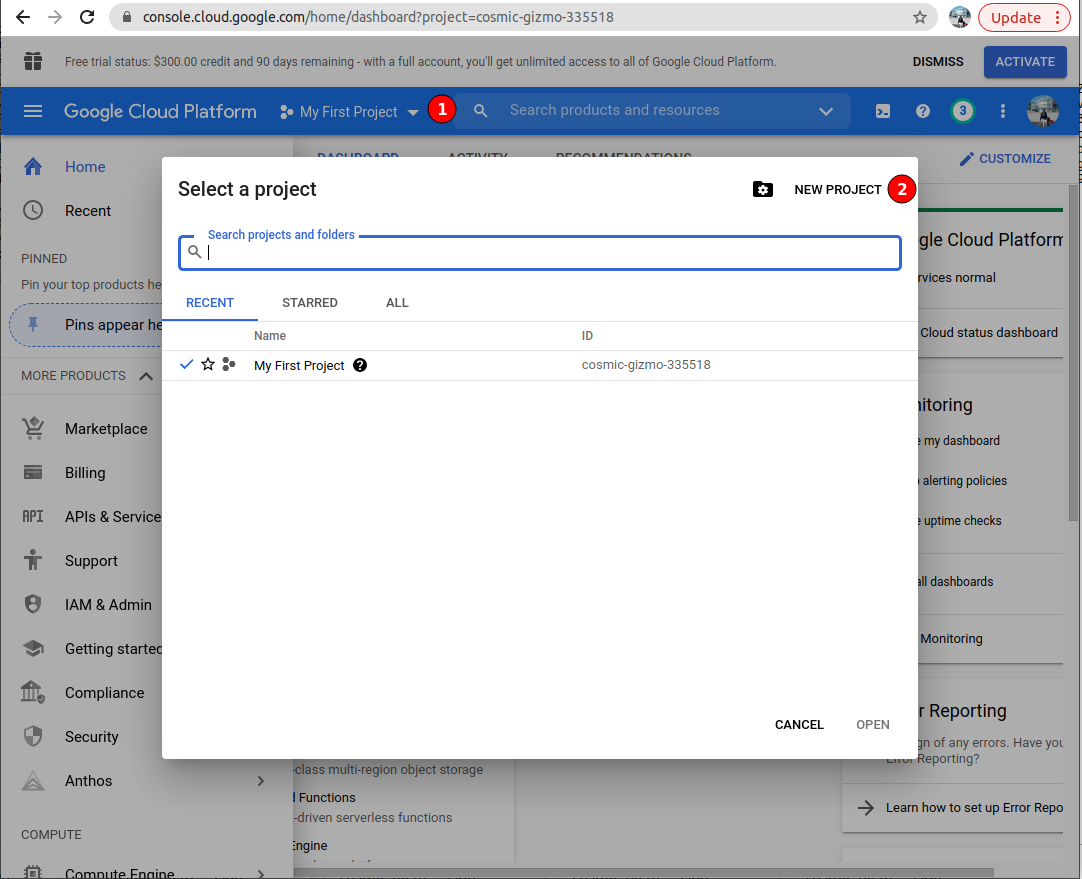 console.cloud.google.com/home/dashboard?project=cosmic-gizmo-335518
Update
Free trial status: $300.00 credit and 90 days remaining - with a full account, you'll get unlimited access to all of Google Cloud Platform.
DISMISS
ACTIVATE
Google Cloud Platform
My First Project
1
Search products and resources
3
Home
DASHBOARD
ACTIVITY
RECOMMENDATIONS
CUSTOMIZE
Recent
PINNED
Pin your top products he
Pins appear he
MORE PRODUCTS
Marketplace
Billing
API APIs & Service
Support
IAM & Admin
Getting started
Compliance
Security
Anthos
COMPUTE
Compute Engine
Select a project
NEW PROJECT
2
Search projects and folders
RECENT
STARRED
ALL
Name
ID
My First Project
cosmic-gizmo-335518
CANCEL
OPEN
-class multi-region object storage
Functions
-driven serverless functions
Engine
gle Cloud Platform
rvices normal
Cloud status dashboard
itoring
e my dashboard
alerting policies
e uptime checks
all dashboards
Monitoring
r Reporting
gn of any errors. Have you
Error Reporting?
Learn how to set up Error Repo